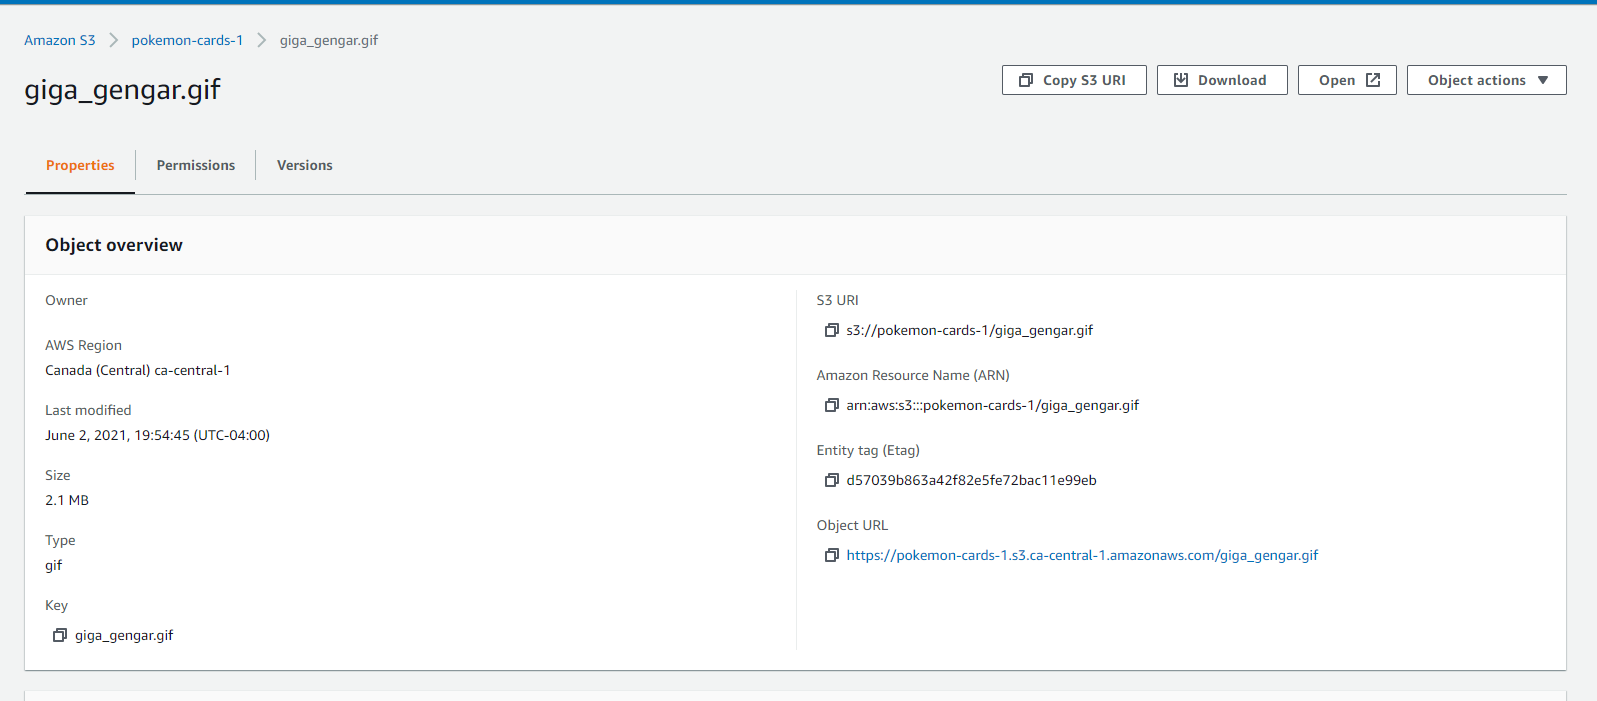 Amazon S3 pokemon-cards-1 giga_gengar.gif
giga_gengar.gif
Copy S3 URI Download Open Object actions
Properties Permissions Versions
Object overview
Owner
AWS Region
Canada (Central) ca-central-1
Last modified
June 2, 2021, 19:54:45 (UTC-04:00)
Size
2.1 MB
Type
gif
Key
giga_gengar.gif
S3 URI
s3://pokemon-cards-1/giga_gengar.gif
Amazon Resource Name (ARN)
arn:aws:s3:::pokemon-cards-1/giga_gengar.gif
Entity tag (Etag)
d57039b863a42f82e5fe72bac11e99eb
Object URL
https://pokemon-cards-1.s3.ca-central-1.amazonaws.com/giga_gengar.gif